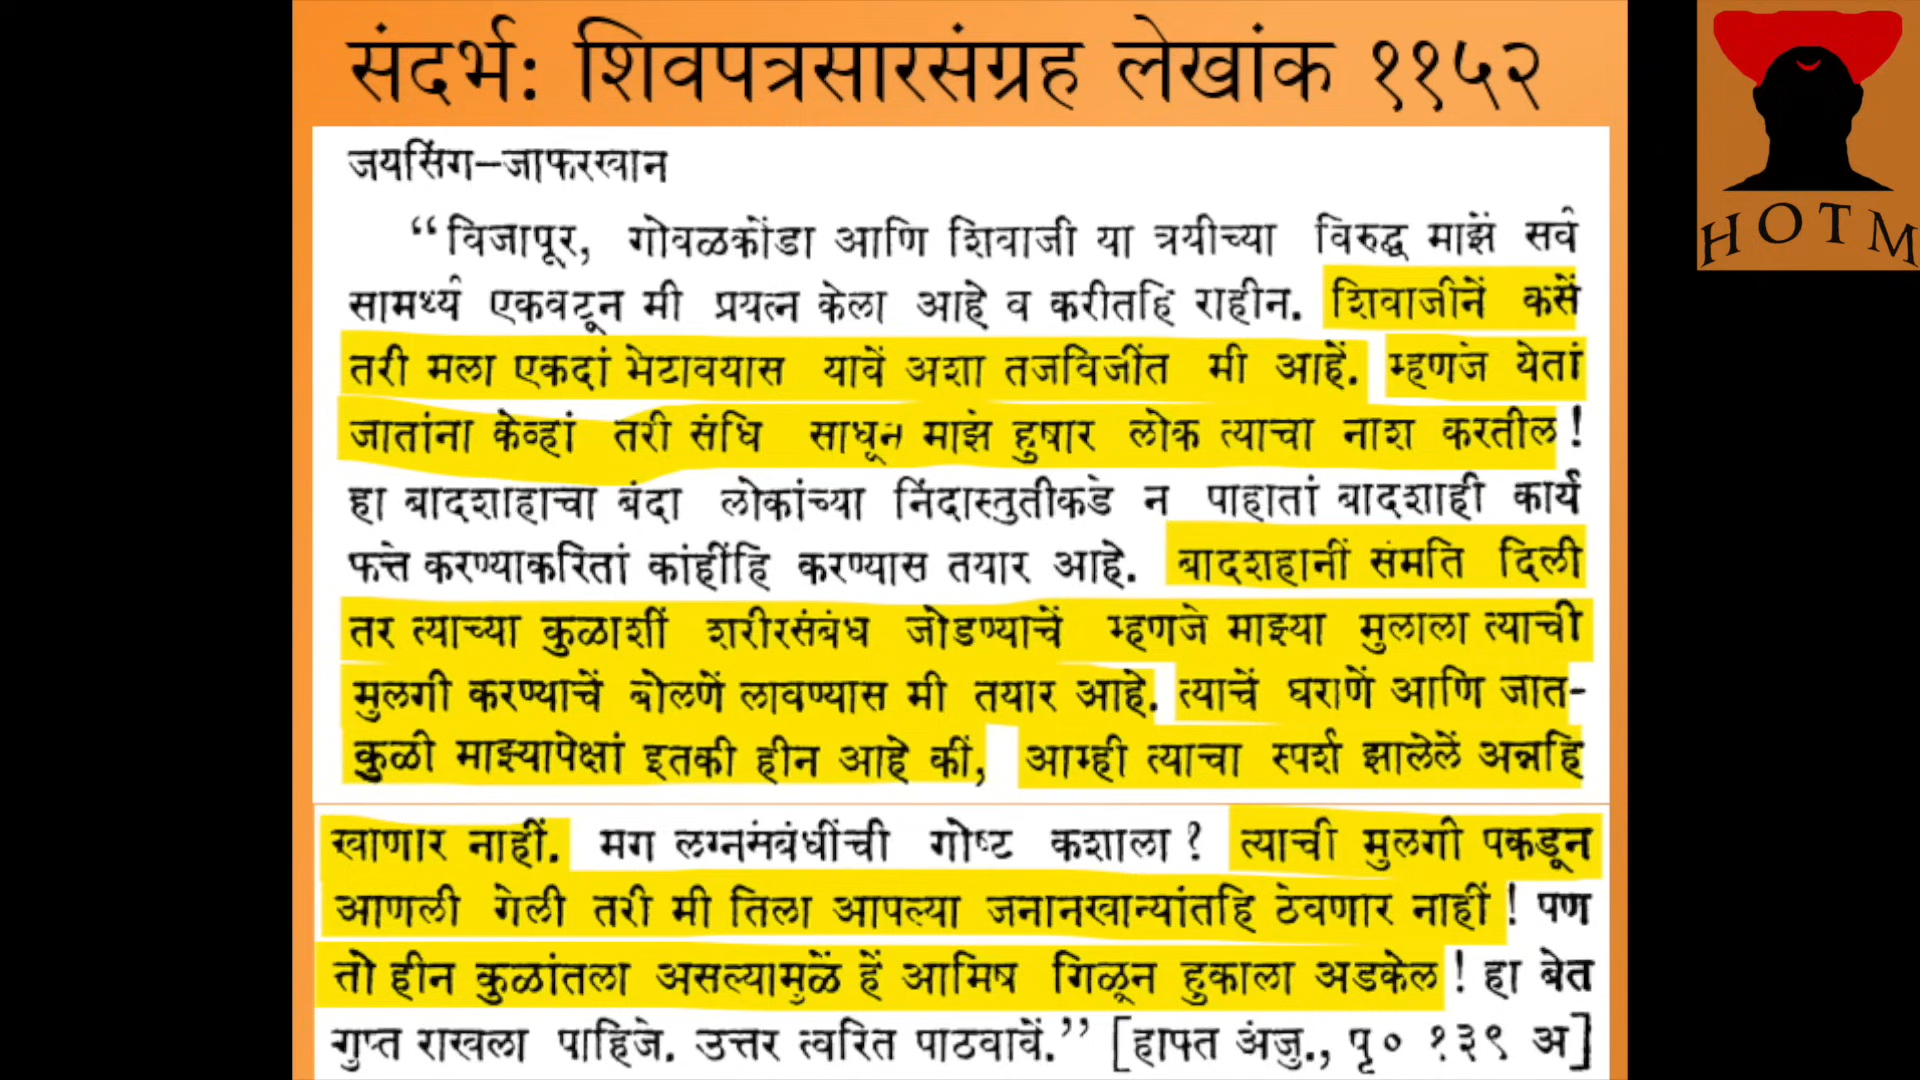 संदर्भ: शिवपत्रसारसंग्रह लेखांक ११५२
जयसिंग–जाफरखान
“विजापूर, गोवळकोंडा आणि शिवाजी या त्रयीच्या विरुद्ध माझें सर्व
सामर्थ्य एकवटून मी प्रयत्न केला आहे व करीतहि राहीन. शिवाजीनें कसें
तरी मला एकदां भेटावयास यावें अशा तजविजींत मी आहें. म्हणजे येतां
जातांना केव्हां तरी संधि साधून माझे हुषार लोक त्याचा नाश करतील !
हा बादशाहाचा बंदा लोकांच्या निंदास्तुतीकडे न पाहातां बादशाही कार्य
फत्ते करण्याकरितां कांहींहि करण्यास तयार आहे. बादशहानीं संमति दिली
तर त्याच्या कुळाशीं शरीरसंबंध जोडण्याचें म्हणजे माझ्या मुलाला त्याची
मुलगी करण्याचें बोलणें लावण्यास मी तयार आहे. त्याचें घराणें आणि जात-
कुळी माझ्यापेक्षां इतकी हीन आहे कीं, आम्ही त्याचा स्पर्श झालेलें अन्नहि
खाणार नाहीं. मग लग्नसंबंधींची गोष्ट कशाला ? त्याची मुलगी पकडून
आणली गेली तरी मी तिला आपल्या जनानखान्यांतहि ठेवणार नाहीं ! पण
तो हीन कुळांतला असल्यामुळें हें आमिष गिळून हुकाला अडकेल ! हा बेत
गुप्त राखला पाहिजे. उत्तर त्वरित पाठवावें.” [हाफ्त अंजु., पृ० १३९ अ]
HOTM